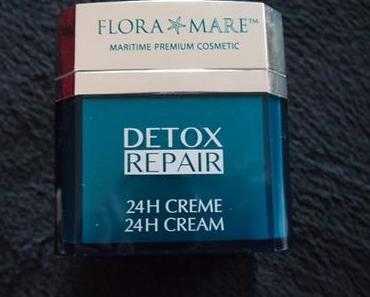 FLORA MARE™
MARITIME PREMIUM COSMETIC
DETOX
REPAIR
24H CREME
24H CREAM